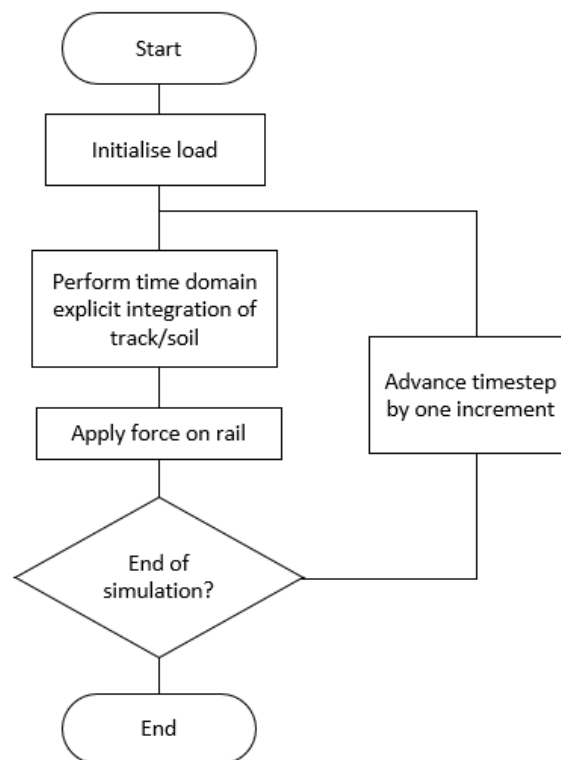 Start
Initialise load
Perform time domain
explicit integration of
track/soil
Apply force on rail
Advance timestep
by one increment
End of
simulation?
End